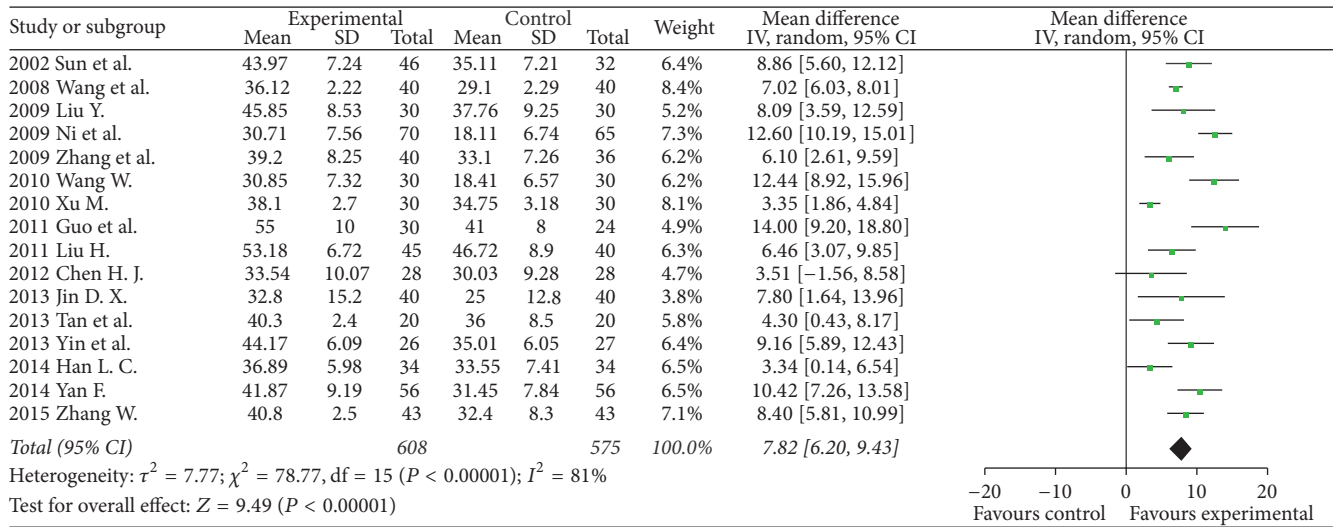 Study or subgroup Experimental Control Weight Mean difference Mean difference
Mean SD Total Mean SD Total IV, random, 95% CI IV, random, 95% CI
2002 Sun et al. 43.97 7.24 46 35.11 7.21 32 6.4% 8.86 [5.60, 12.12]
2008 Wang et al. 36.12 2.22 40 29.1 2.29 40 8.4% 7.02 [6.03, 8.01]
2009 Liu Y. 45.85 8.53 30 37.76 9.25 30 5.2% 8.09 [3.59, 12.59]
2009 Ni et al. 30.71 7.56 70 18.11 6.74 65 7.3% 12.60 [10.19, 15.01]
2009 Zhang et al. 39.2 8.25 40 33.1 7.26 36 6.2% 6.10 [2.61, 9.59]
2010 Wang W. 30.85 7.32 30 18.41 6.57 30 6.2% 12.44 [8.92, 15.96]
2010 Xu M. 38.1 2.7 30 34.75 3.18 30 8.1% 3.35 [1.86, 4.84]
2011 Guo et al. 55 10 30 41 8 24 4.9% 14.00 [9.20, 18.80]
2011 Liu H. 53.18 6.72 45 46.72 8.9 40 6.3% 6.46 [3.07, 9.85]
2012 Chen H. J. 33.54 10.07 28 30.03 9.28 28 4.7% 3.51 [−1.56, 8.58]
2013 Jin D. X. 32.8 15.2 40 25 12.8 40 3.8% 7.80 [1.64, 13.96]
2013 Tan et al. 40.3 2.4 20 36 8.5 20 5.8% 4.30 [0.43, 8.17]
2013 Yin et al. 44.17 6.09 26 35.01 6.05 27 6.4% 9.16 [5.89, 12.43]
2014 Han L. C. 36.89 5.98 34 33.55 7.41 34 6.5% 3.34 [0.14, 6.54]
2014 Yan F. 41.87 9.19 56 31.45 7.84 56 6.5% 10.42 [7.26, 13.58]
2015 Zhang W. 40.8 2.5 43 32.4 8.3 43 7.1% 8.40 [5.81, 10.99]
Total (95% CI) 608 575 100.0% 7.82 [6.20, 9.43]
Heterogeneity: τ² = 7.77; χ² = 78.77, df = 15 (P < 0.00001); I² = 81%
Test for overall effect: Z = 9.49 (P < 0.00001)
−20 −10 0 10 20
Favours control Favours experimental